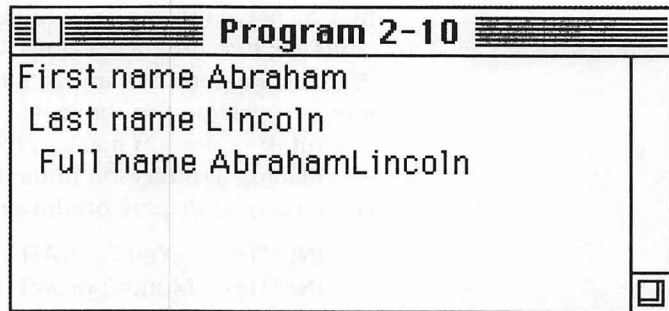 Program 2-10
First name Abraham
Last name Lincoln
Full name AbrahamLincoln